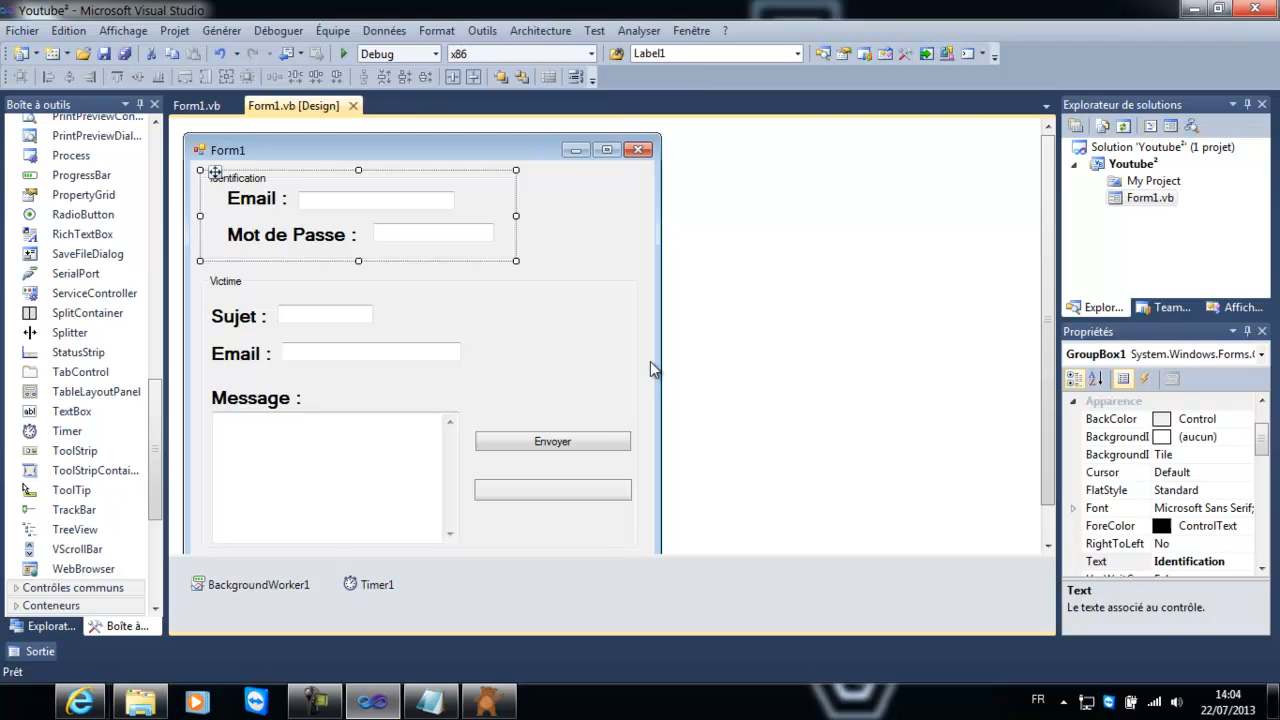 Youtube² - Microsoft Visual Studio
Fichier Edition Affichage Projet Générer Déboguer Équipe Données Format Outils Architecture Test Analyser Fenêtre ?
Debug x86 Label1
Boîte à outils
Form1.vb Form1.vb [Design]
Explorateur de solutions
PrintPreviewCon...
PrintPreviewDial...
Process
ProgressBar
PropertyGrid
RadioButton
RichTextBox
SaveFileDialog
SerialPort
ServiceController
SplitContainer
Splitter
StatusStrip
TabControl
TableLayoutPanel
TextBox
Timer
ToolStrip
ToolStripContai...
ToolTip
TrackBar
TreeView
VScrollBar
WebBrowser
Contrôles communs
Conteneurs
Explorat... Boîte à...
Form1
Identification
Email :
Mot de Passe :
Victime
Sujet :
Email :
Message :
Envoyer
BackgroundWorker1 Timer1
Solution 'Youtube²' (1 projet)
Youtube²
My Project
Form1.vb
Explor... Team... Affich...
Propriétés
GroupBox1 System.Windows.Forms.G
Apparence
BackColor Control
BackgroundI (aucun)
BackgroundI Tile
Cursor Default
FlatStyle Standard
Font Microsoft Sans Serif;
ForeColor ControlText
RightToLeft No
Text Identification
Text
Le texte associé au contrôle.
Sortie
Prêt
FR
14:04
22/07/2013